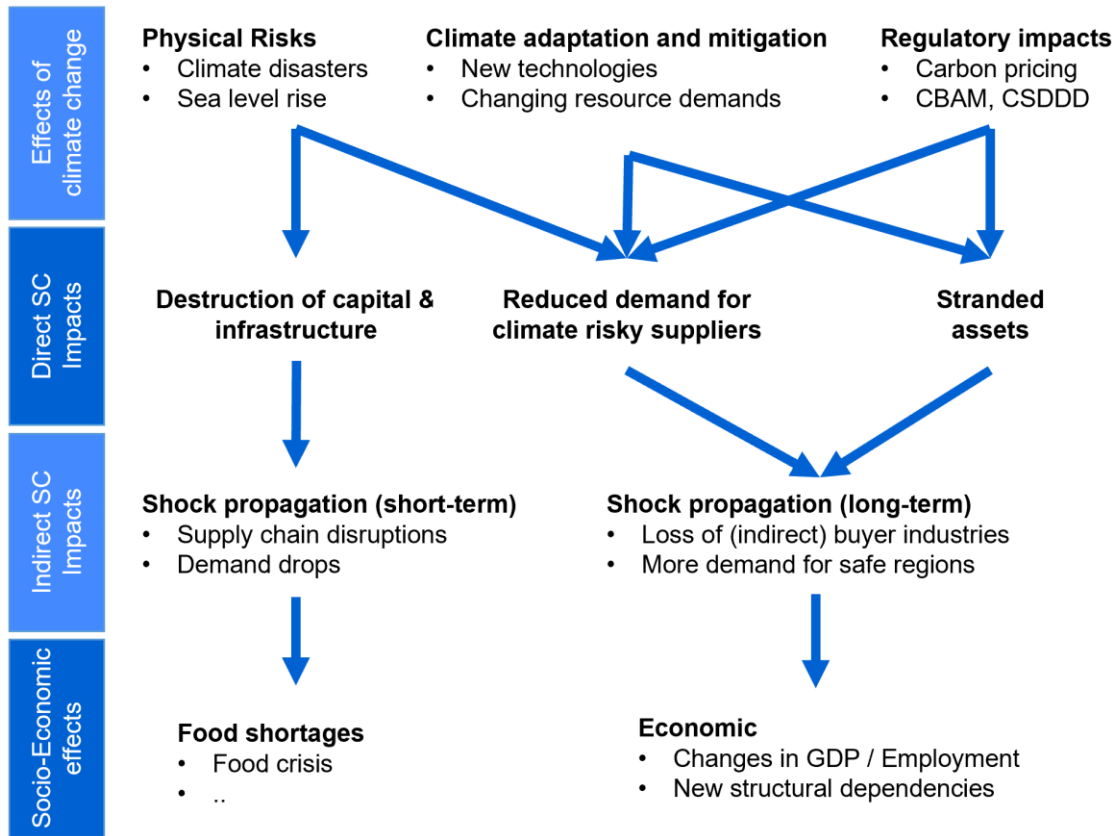 Effects of
climate change
Physical Risks
• Climate disasters
• Sea level rise
Climate adaptation and mitigation
• New technologies
• Changing resource demands
Regulatory impacts
• Carbon pricing
• CBAM, CSDDD
Direct SC
Impacts
Destruction of capital &
infrastructure
Reduced demand for
climate risky suppliers
Stranded
assets
Indirect SC
Impacts
Shock propagation (short-term)
• Supply chain disruptions
• Demand drops
Shock propagation (long-term)
• Loss of (indirect) buyer industries
• More demand for safe regions
Socio-Economic
effects
Food shortages
• Food crisis
• ..
Economic
• Changes in GDP / Employment
• New structural dependencies